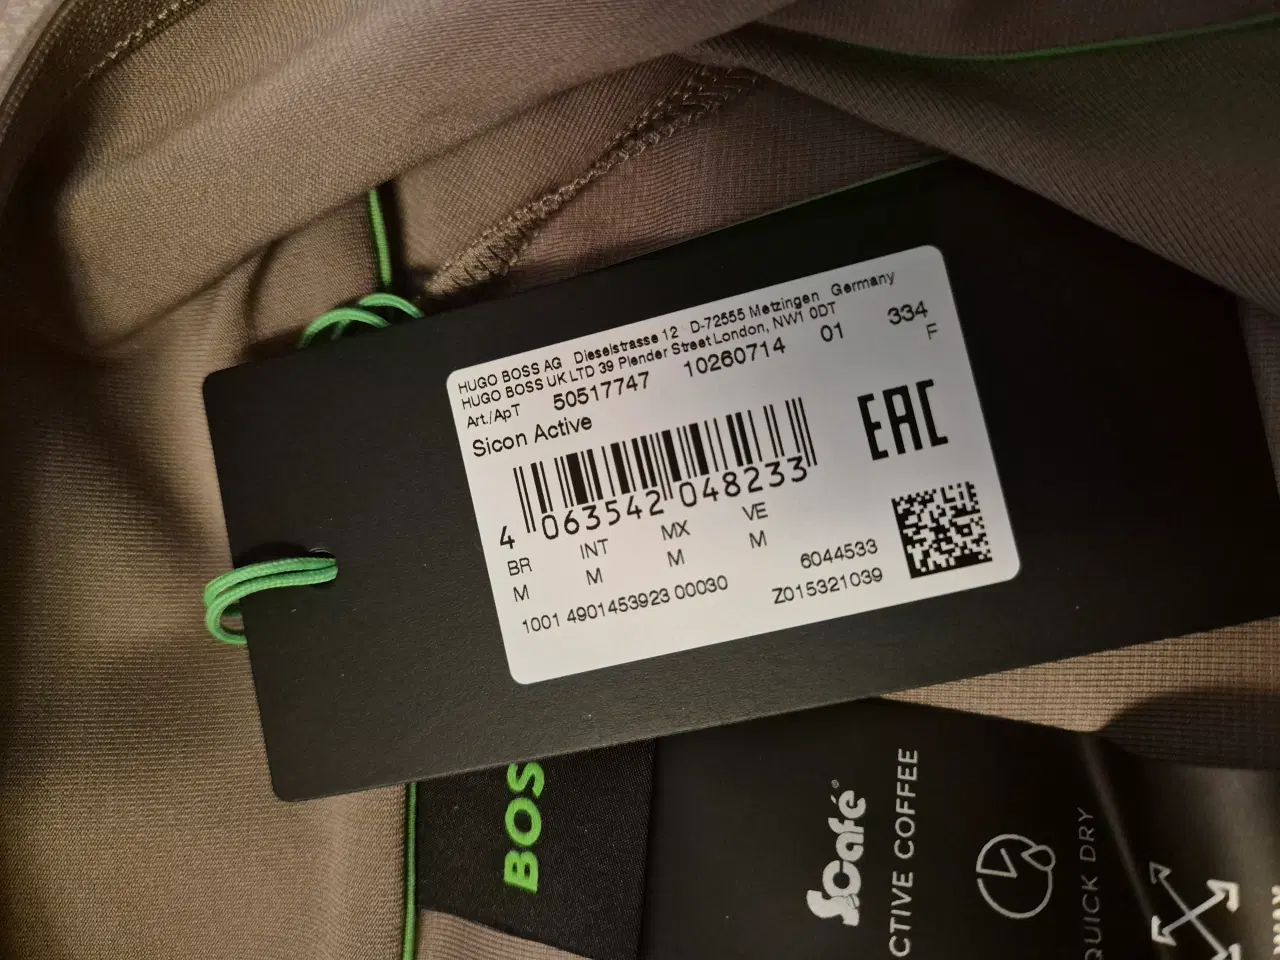 HUGO BOSS AG Dieselstrasse 12 D-72555 Metzingen Germany
HUGO BOSS UK LTD 39 Plender Street London, NW1 0DT
Art./ApT 50517747 10260714 01 334
F
Sicon Active
EAC
4 063542 048233
BR INT MX VE
M M M M
6044533
1001 4901453923 00030 Z015321039
BOS
S.Café®
CTIVE COFFEE
QUICK DRY